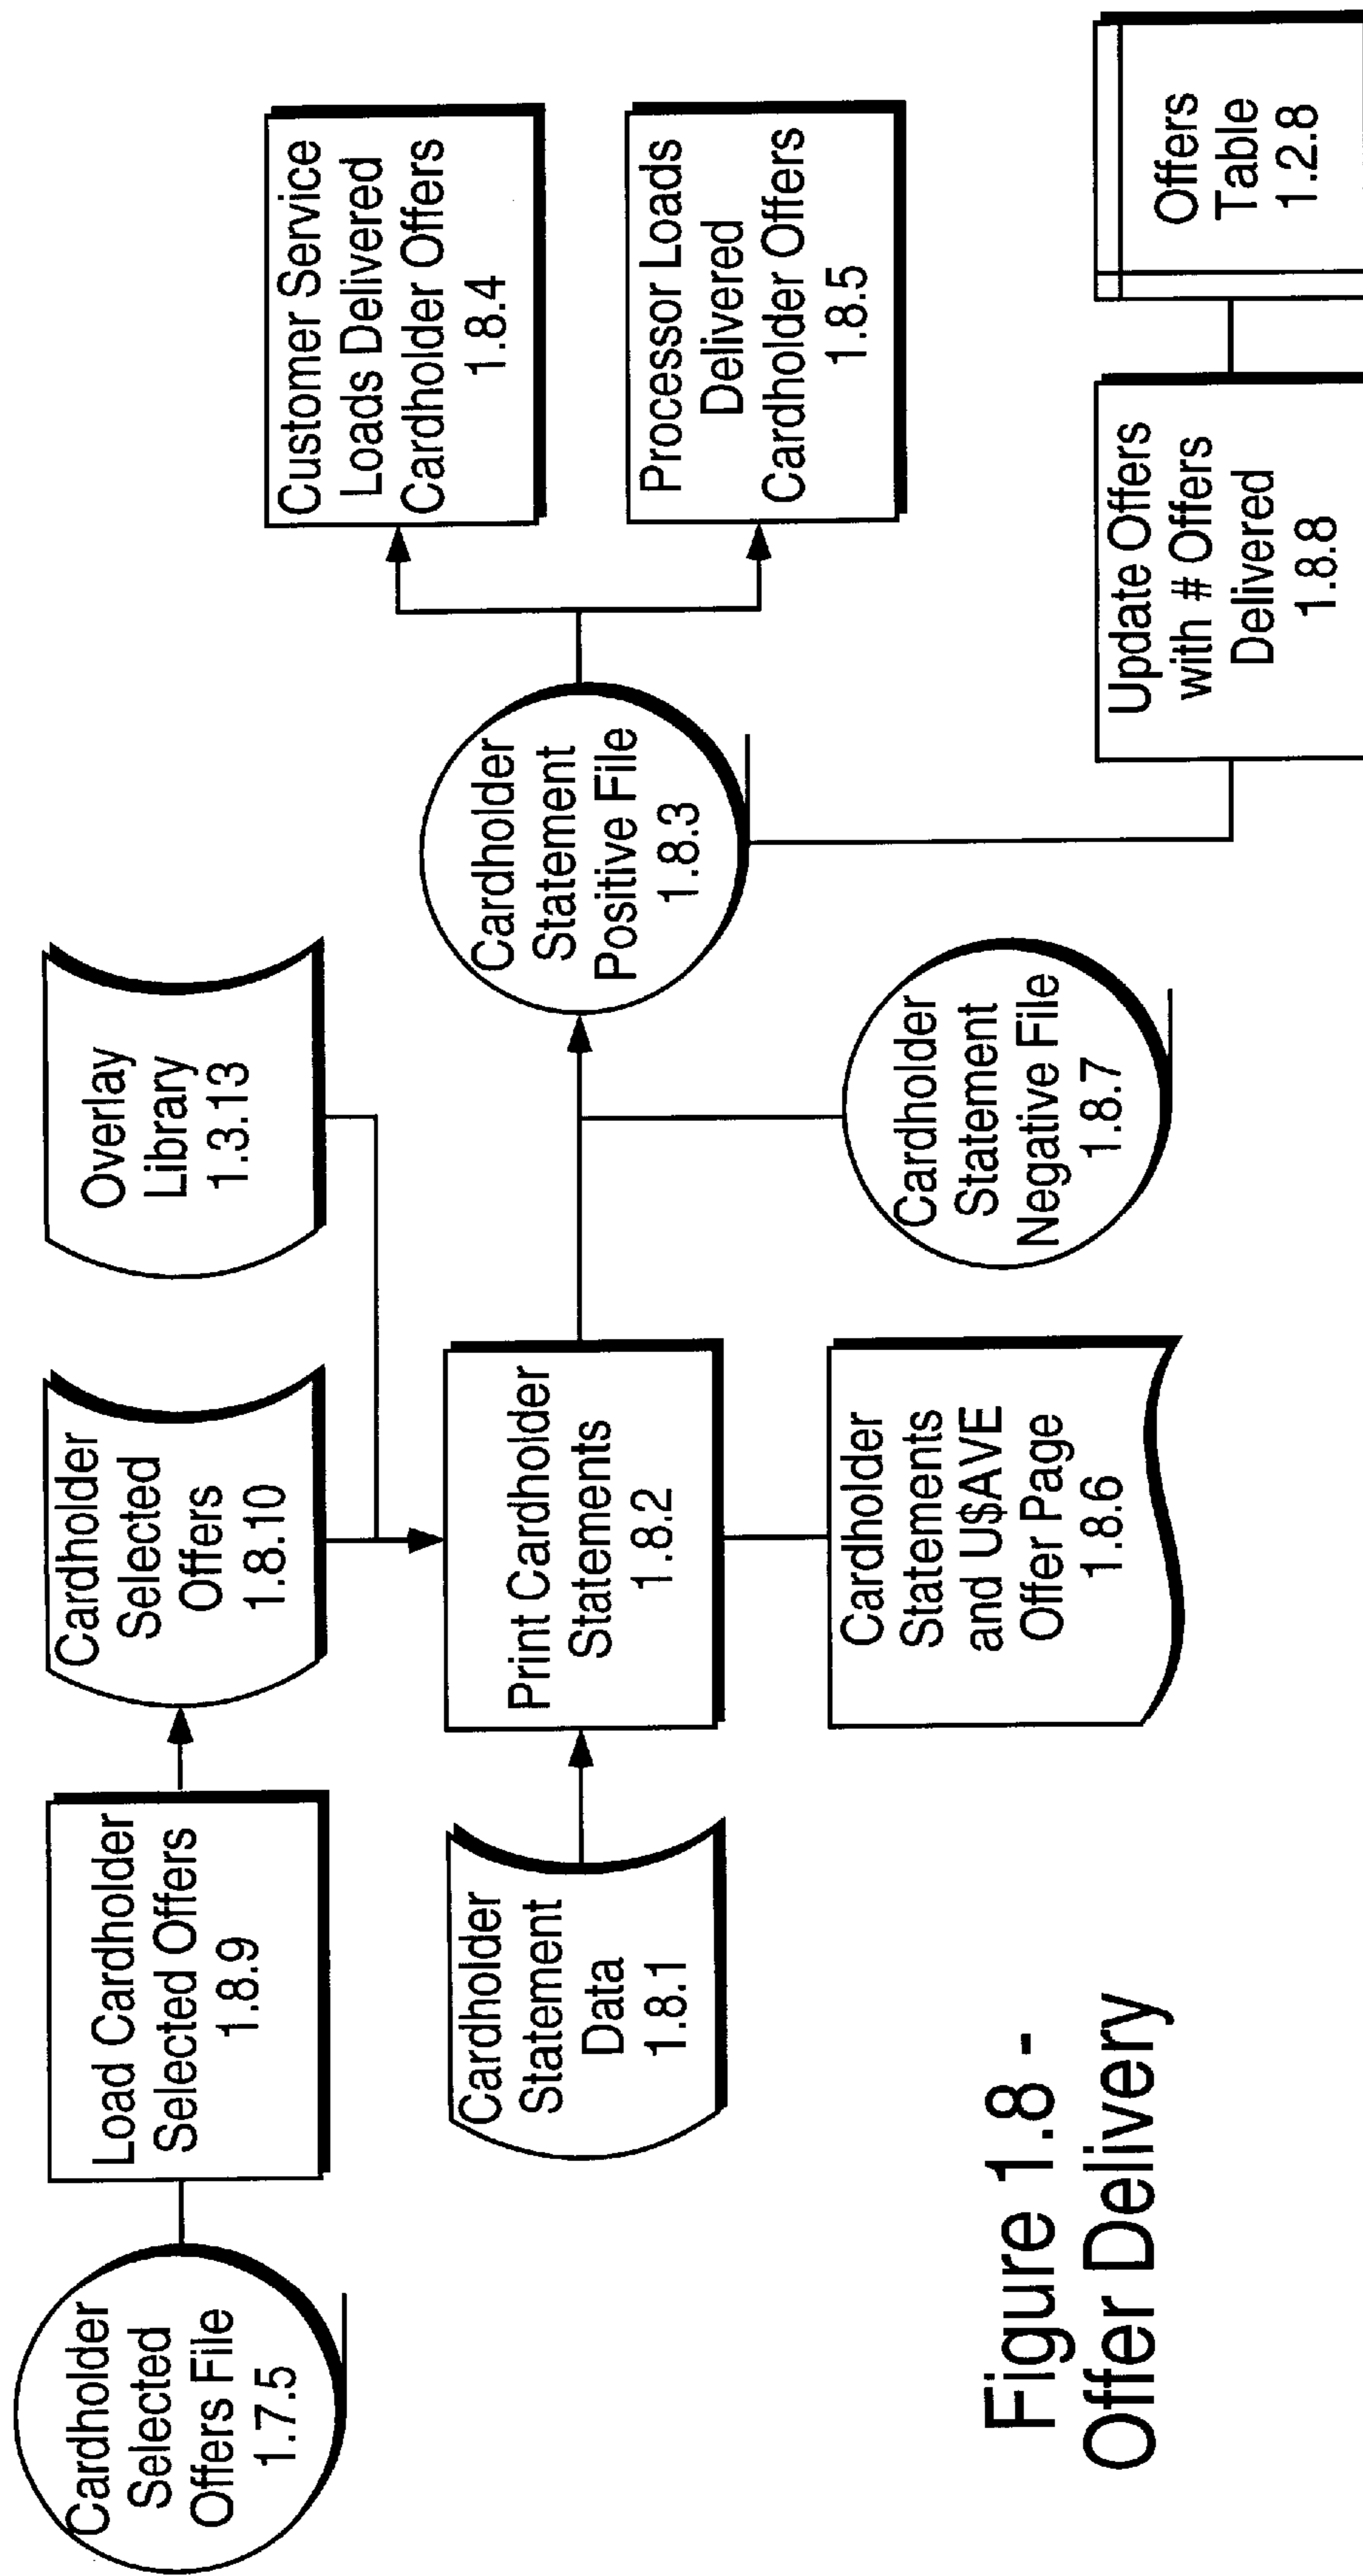 Cardholder
Selected
Offers File
1.7.5
Load Cardholder
Selected Offers
1.8.9
Cardholder
Selected
Offers
1.8.10
Overlay
Library
1.3.13
Cardholder
Statement
Data
1.8.1
Print Cardholder
Statements
1.8.2
Cardholder
Statement
Positive File
1.8.3
Customer Service
Loads Delivered
Cardholder Offers
1.8.4
Processor Loads
Delivered
Cardholder Offers
1.8.5
Cardholder
Statements
and U$AVE
Offer Page
1.8.6
Cardholder
Statement
Negative File
1.8.7
Update Offers
with # Offers
Delivered
1.8.8
Offers
Table
1.2.8
Figure 1.8 -
Offer Delivery